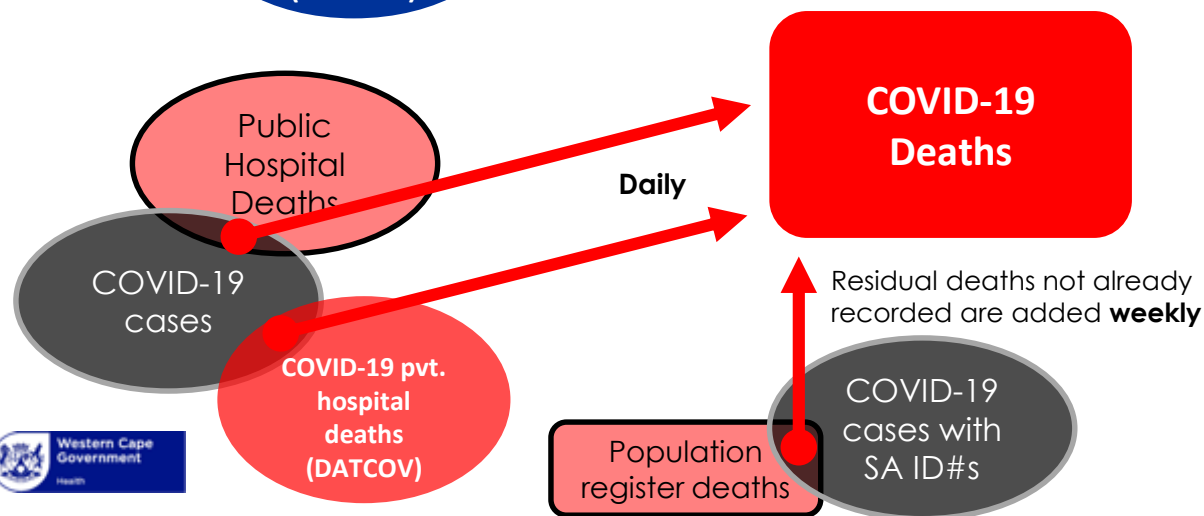 COVID-19
Deaths
Public
Hospital
Deaths
Daily
COVID-19
cases
Residual deaths not already
recorded are added weekly
COVID-19 pvt.
hospital
deaths
(DATCOV)
COVID-19
cases with
SA ID#s
Population
register deaths
Western Cape
Government
Health